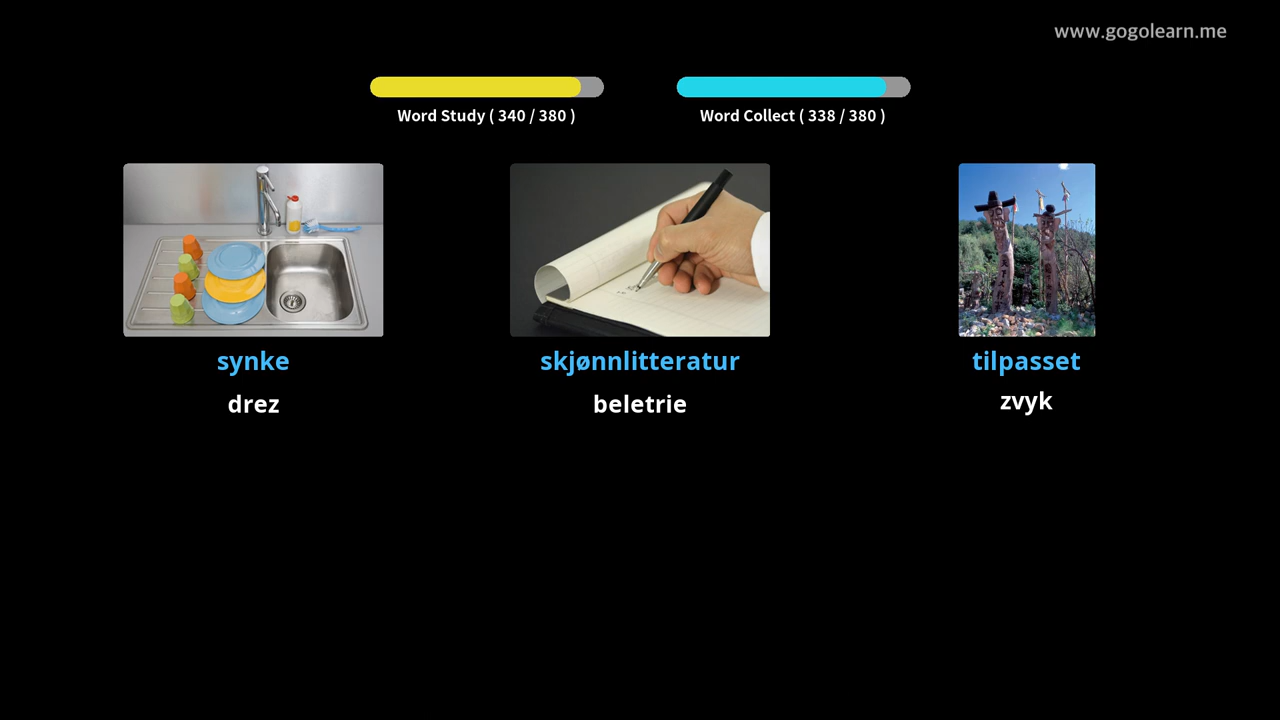 www.gogolearn.me
Word Study ( 340 / 380 )
Word Collect ( 338 / 380 )
synke
skjønnlitteratur
tilpasset
drez
beletrie
zvyk